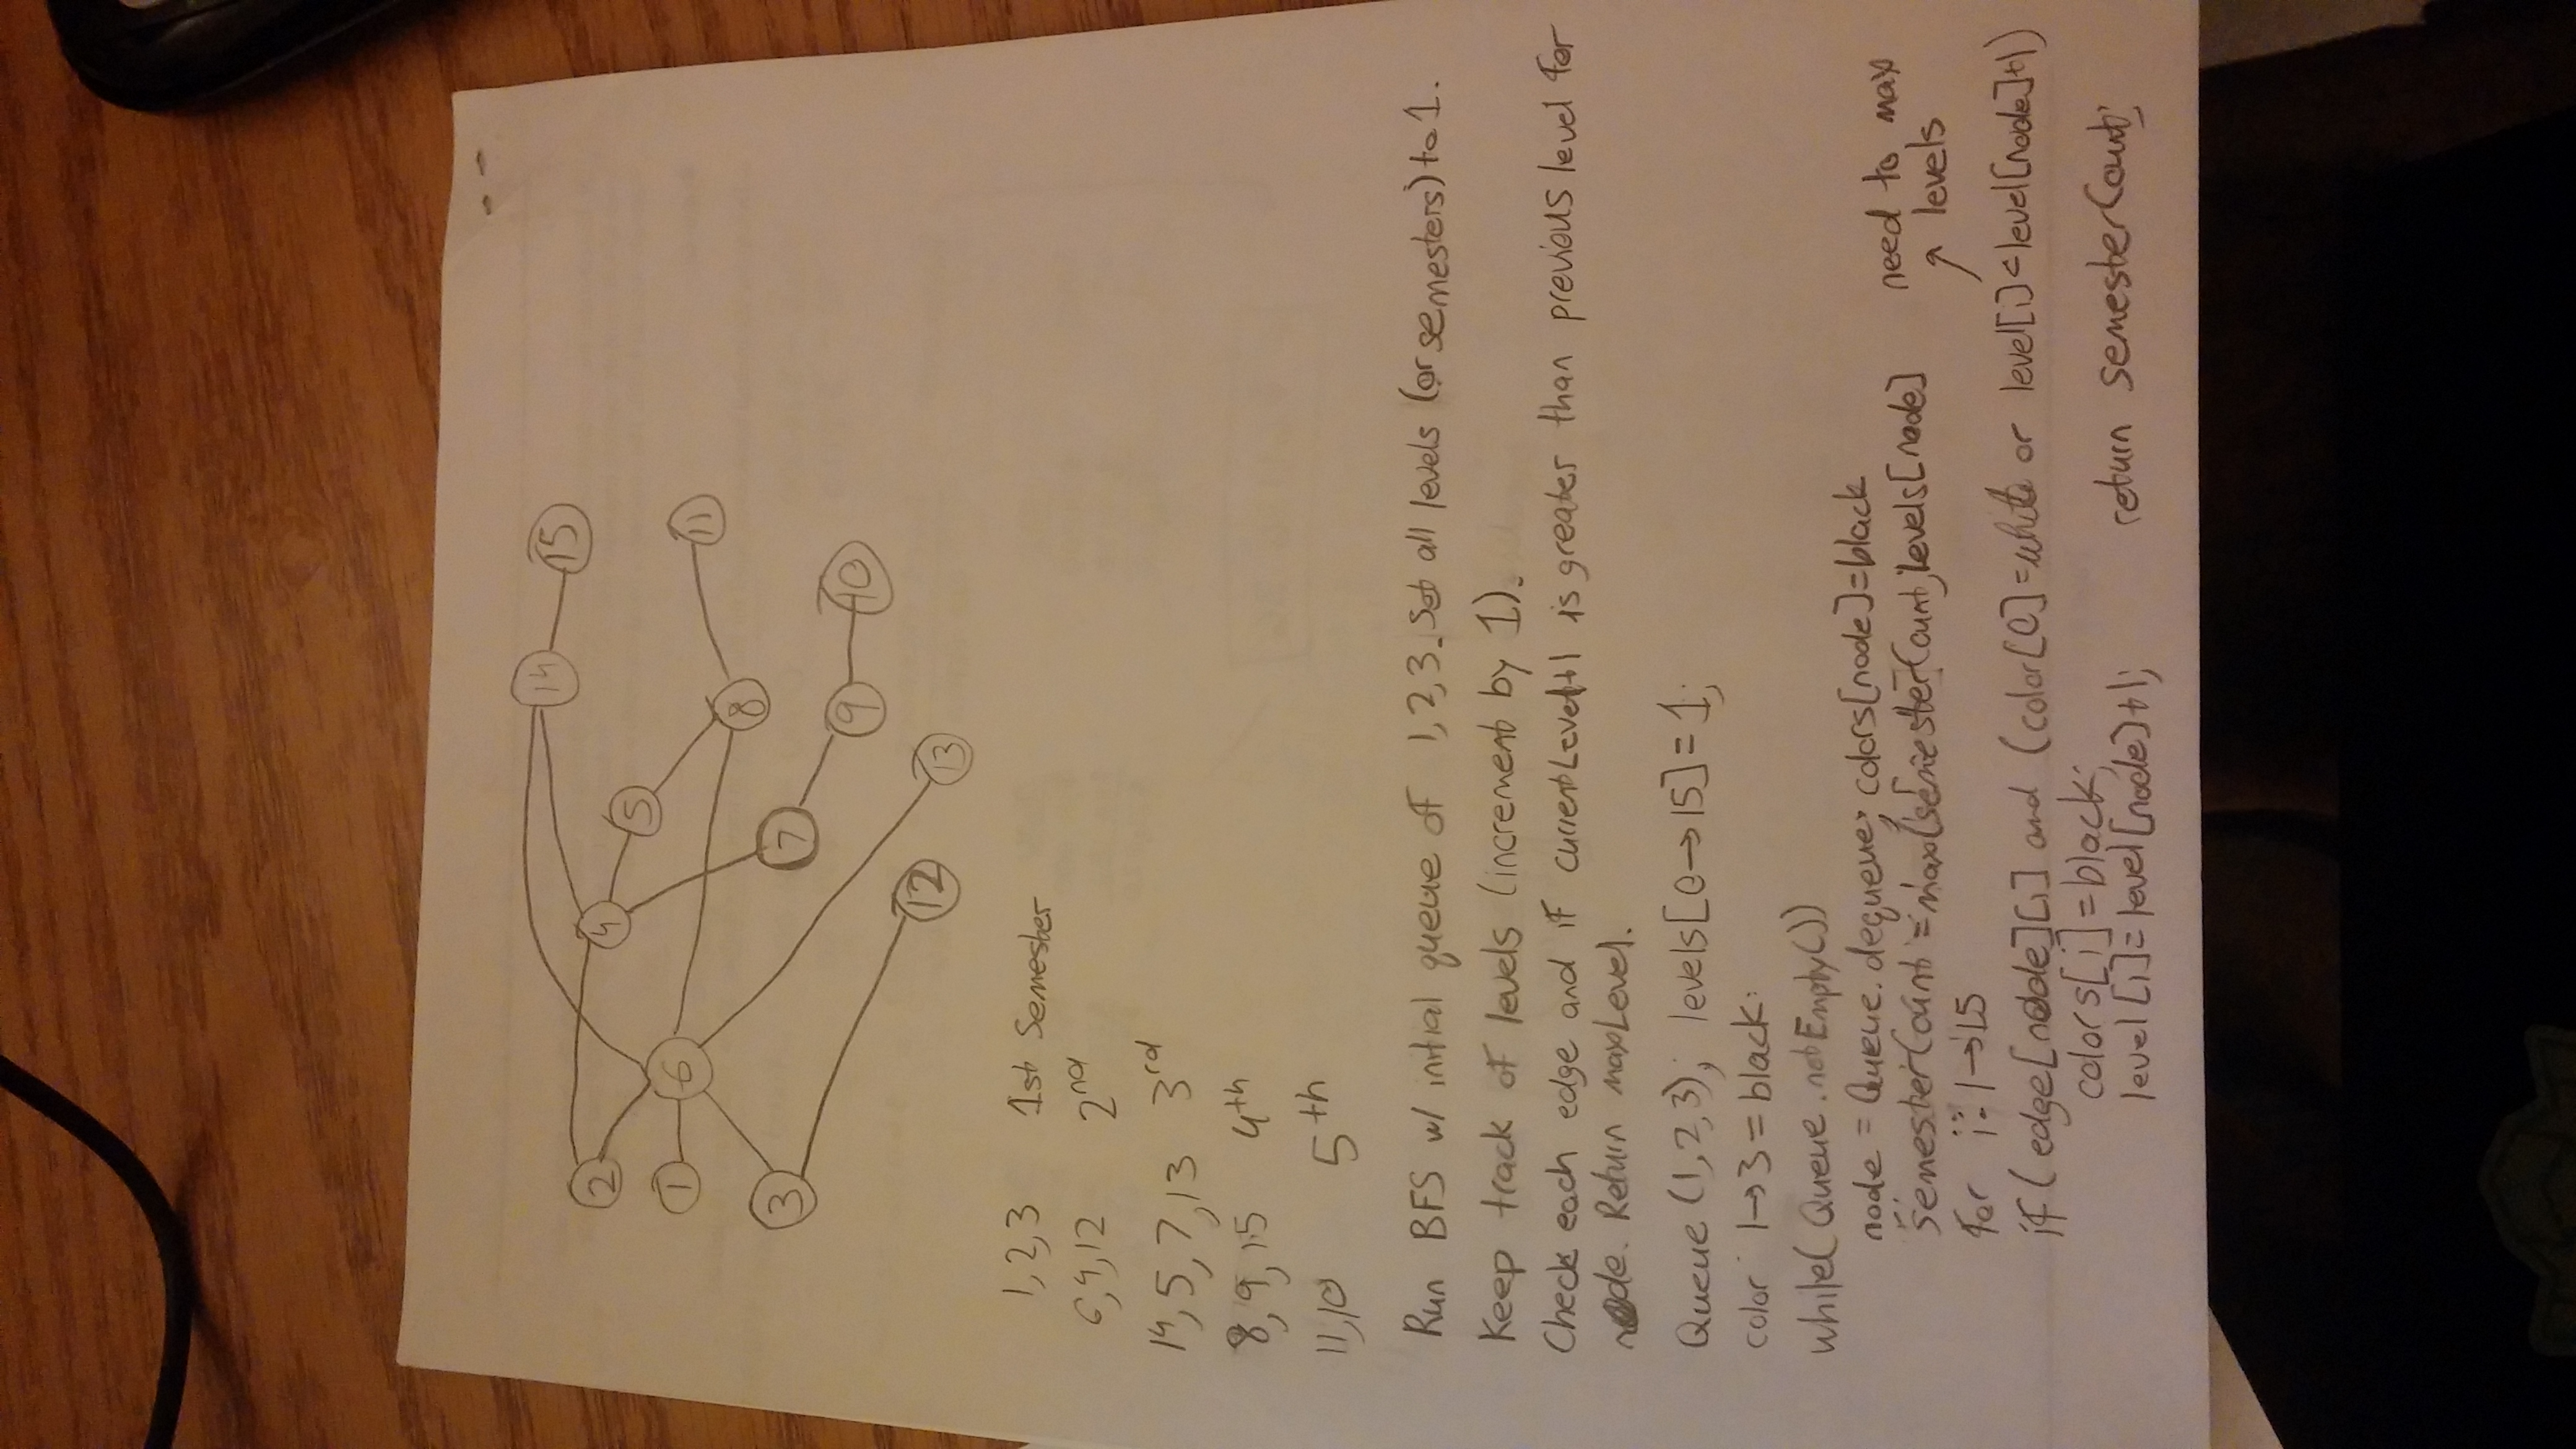 14
15
2
4
5
8
11
1
6
7
9
10
3
12
13
1,2,3 1st Semester
6,4,12 2nd
14,5,7,13 3rd
8,9,15 4th
11,10 5th
Run BFS w/ initial queue of 1,2,3. Set all levels (or semesters) to 1.
Keep track of levels (increment by 1).
Check each edge and if currentLevel+1 is greater than previous level for
node. Return maxLevel.
Queue (1,2,3); levels[0→15]=1;
color 1→3 = black;
while(Queue.notEmpty())
node = Queue.dequeue; colors[node]=black
semesterCount = max(semesterCount, levels[node]
need to max
↑ levels
for i=1→15
if (edge[node][i] and (color[0]=white or level[i]<level[node]+1)
colors[i]=black;
level[i]=level[node]+1;
return semesterCount;